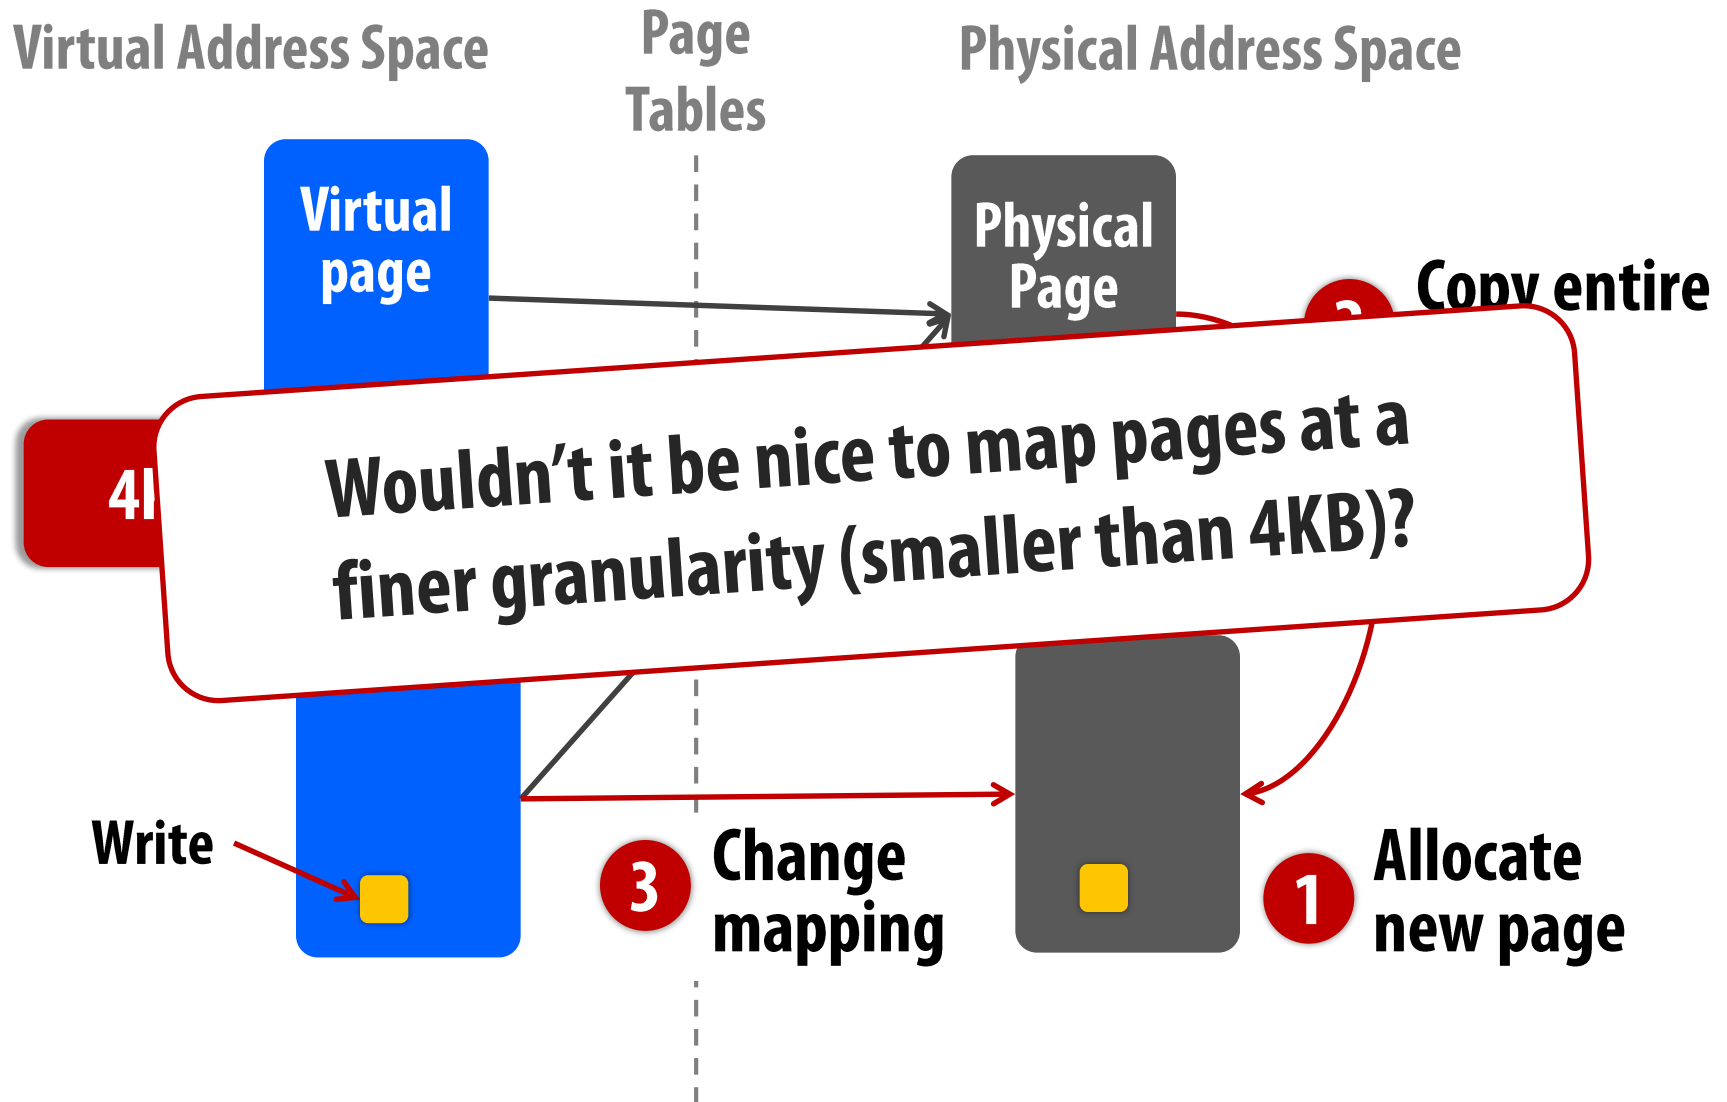 Virtual Address Space
Page
Tables
Physical Address Space
Virtual
page
Physical
Page
Copy entire
Wouldn’t it be nice to map pages at a
finer granularity (smaller than 4KB)?
Write
3
Change
mapping
1
Allocate
new page